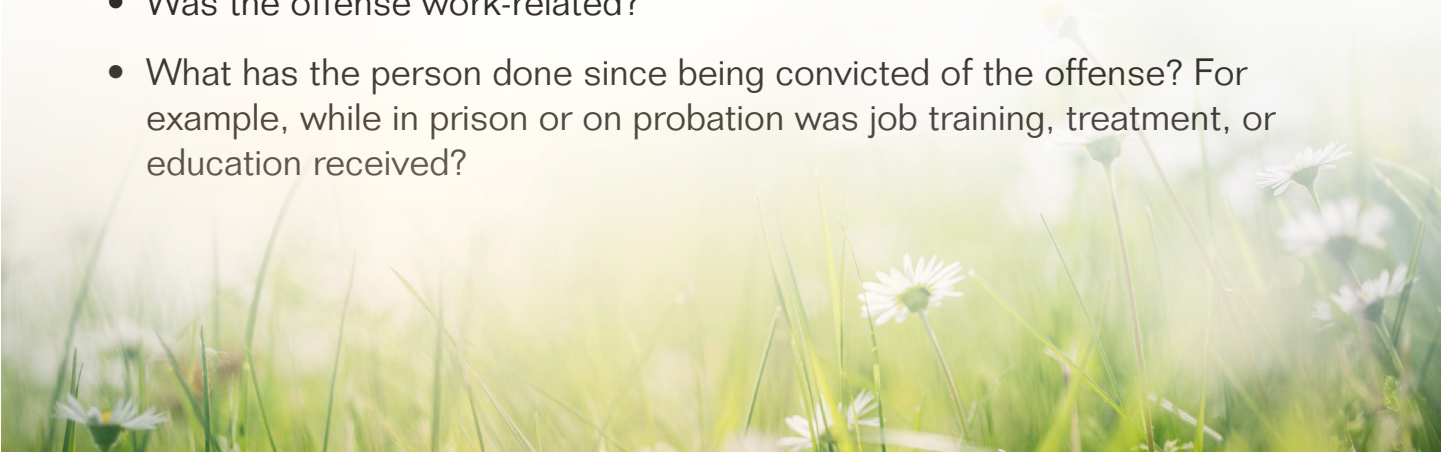 • Was the offense work-related?
• What has the person done since being convicted of the offense? For
example, while in prison or on probation was job training, treatment, or
education received?